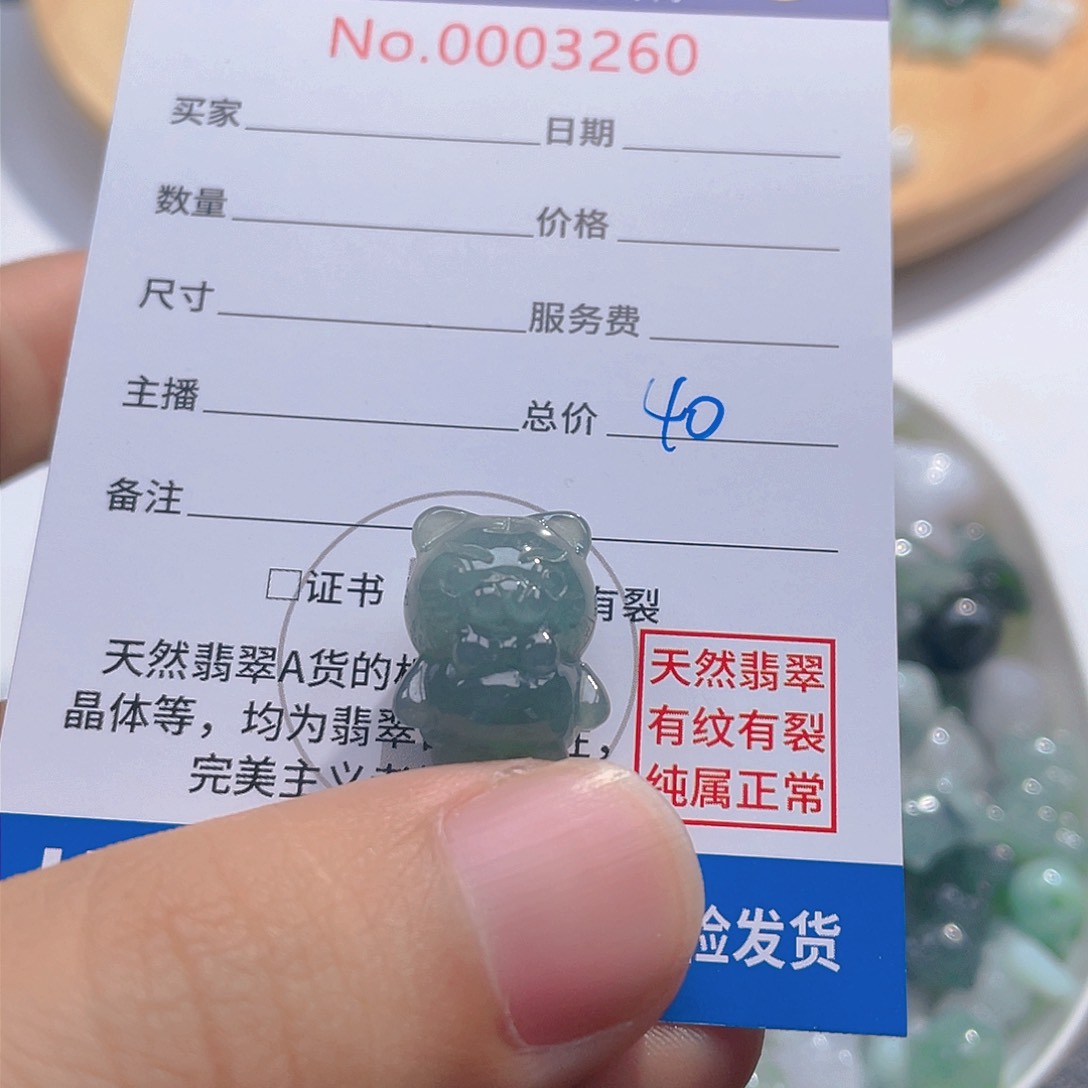 No.0003260
买家 日期
数量 价格
尺寸 服务费
主播 总价 40
备注
□证书 有裂
天然翡翠A货的
晶体等，均为翡翠
完美主义
天然翡翠
有纹有裂
纯属正常
验发货